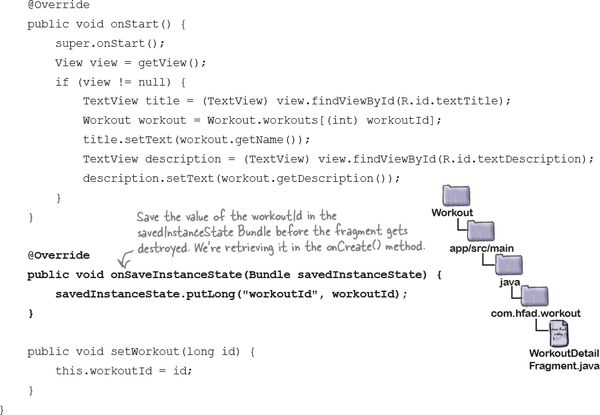 @Override
public void onStart() {
super.onStart();
View view = getView();
if (view != null) {
TextView title = (TextView) view.findViewById(R.id.textTitle);
Workout workout = Workout.workouts[(int) workoutId];
title.setText(workout.getName());
TextView description = (TextView) view.findViewById(R.id.textDescription);
description.setText(workout.getDescription());
}
}
Save the value of the workoutId in the
savedInstanceState Bundle before the fragment gets
destroyed. We're retrieving it in the onCreate() method.
@Override
public void onSaveInstanceState(Bundle savedInstanceState) {
savedInstanceState.putLong("workoutId", workoutId);
}
public void setWorkout(long id) {
this.workoutId = id;
}
}
Workout
app/src/main
java
com.hfad.workout
WorkoutDetail
Fragment.java